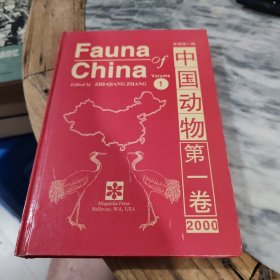 Fauna
of
China
Volume
1
Edited by ZHI-QIANG ZHANG
中国动物第一卷
2000
Magnolia Press
Bellevue, WA, USA